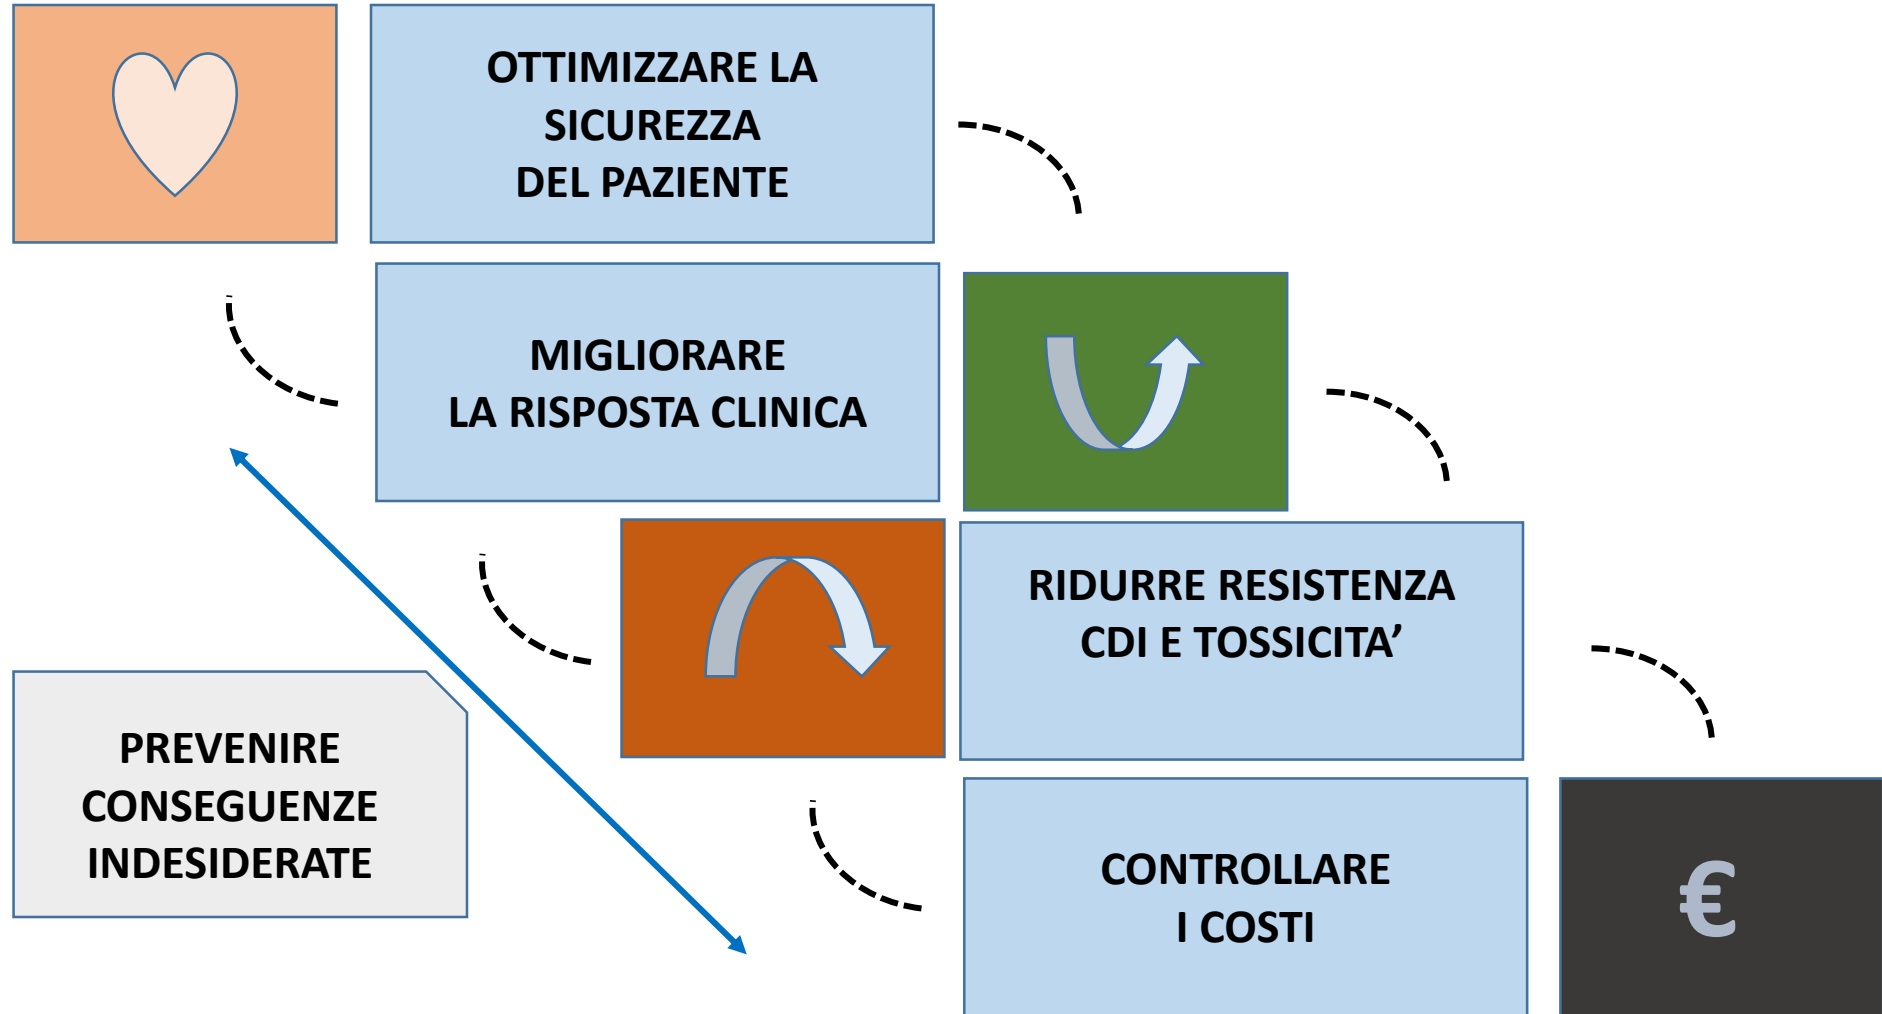 OTTIMIZZARE LA
SICUREZZA
DEL PAZIENTE
MIGLIORARE
LA RISPOSTA CLINICA
RIDURRE RESISTENZA
CDI E TOSSICITA’
PREVENIRE
CONSEGUENZE
INDESIDERATE
CONTROLLARE
I COSTI
€